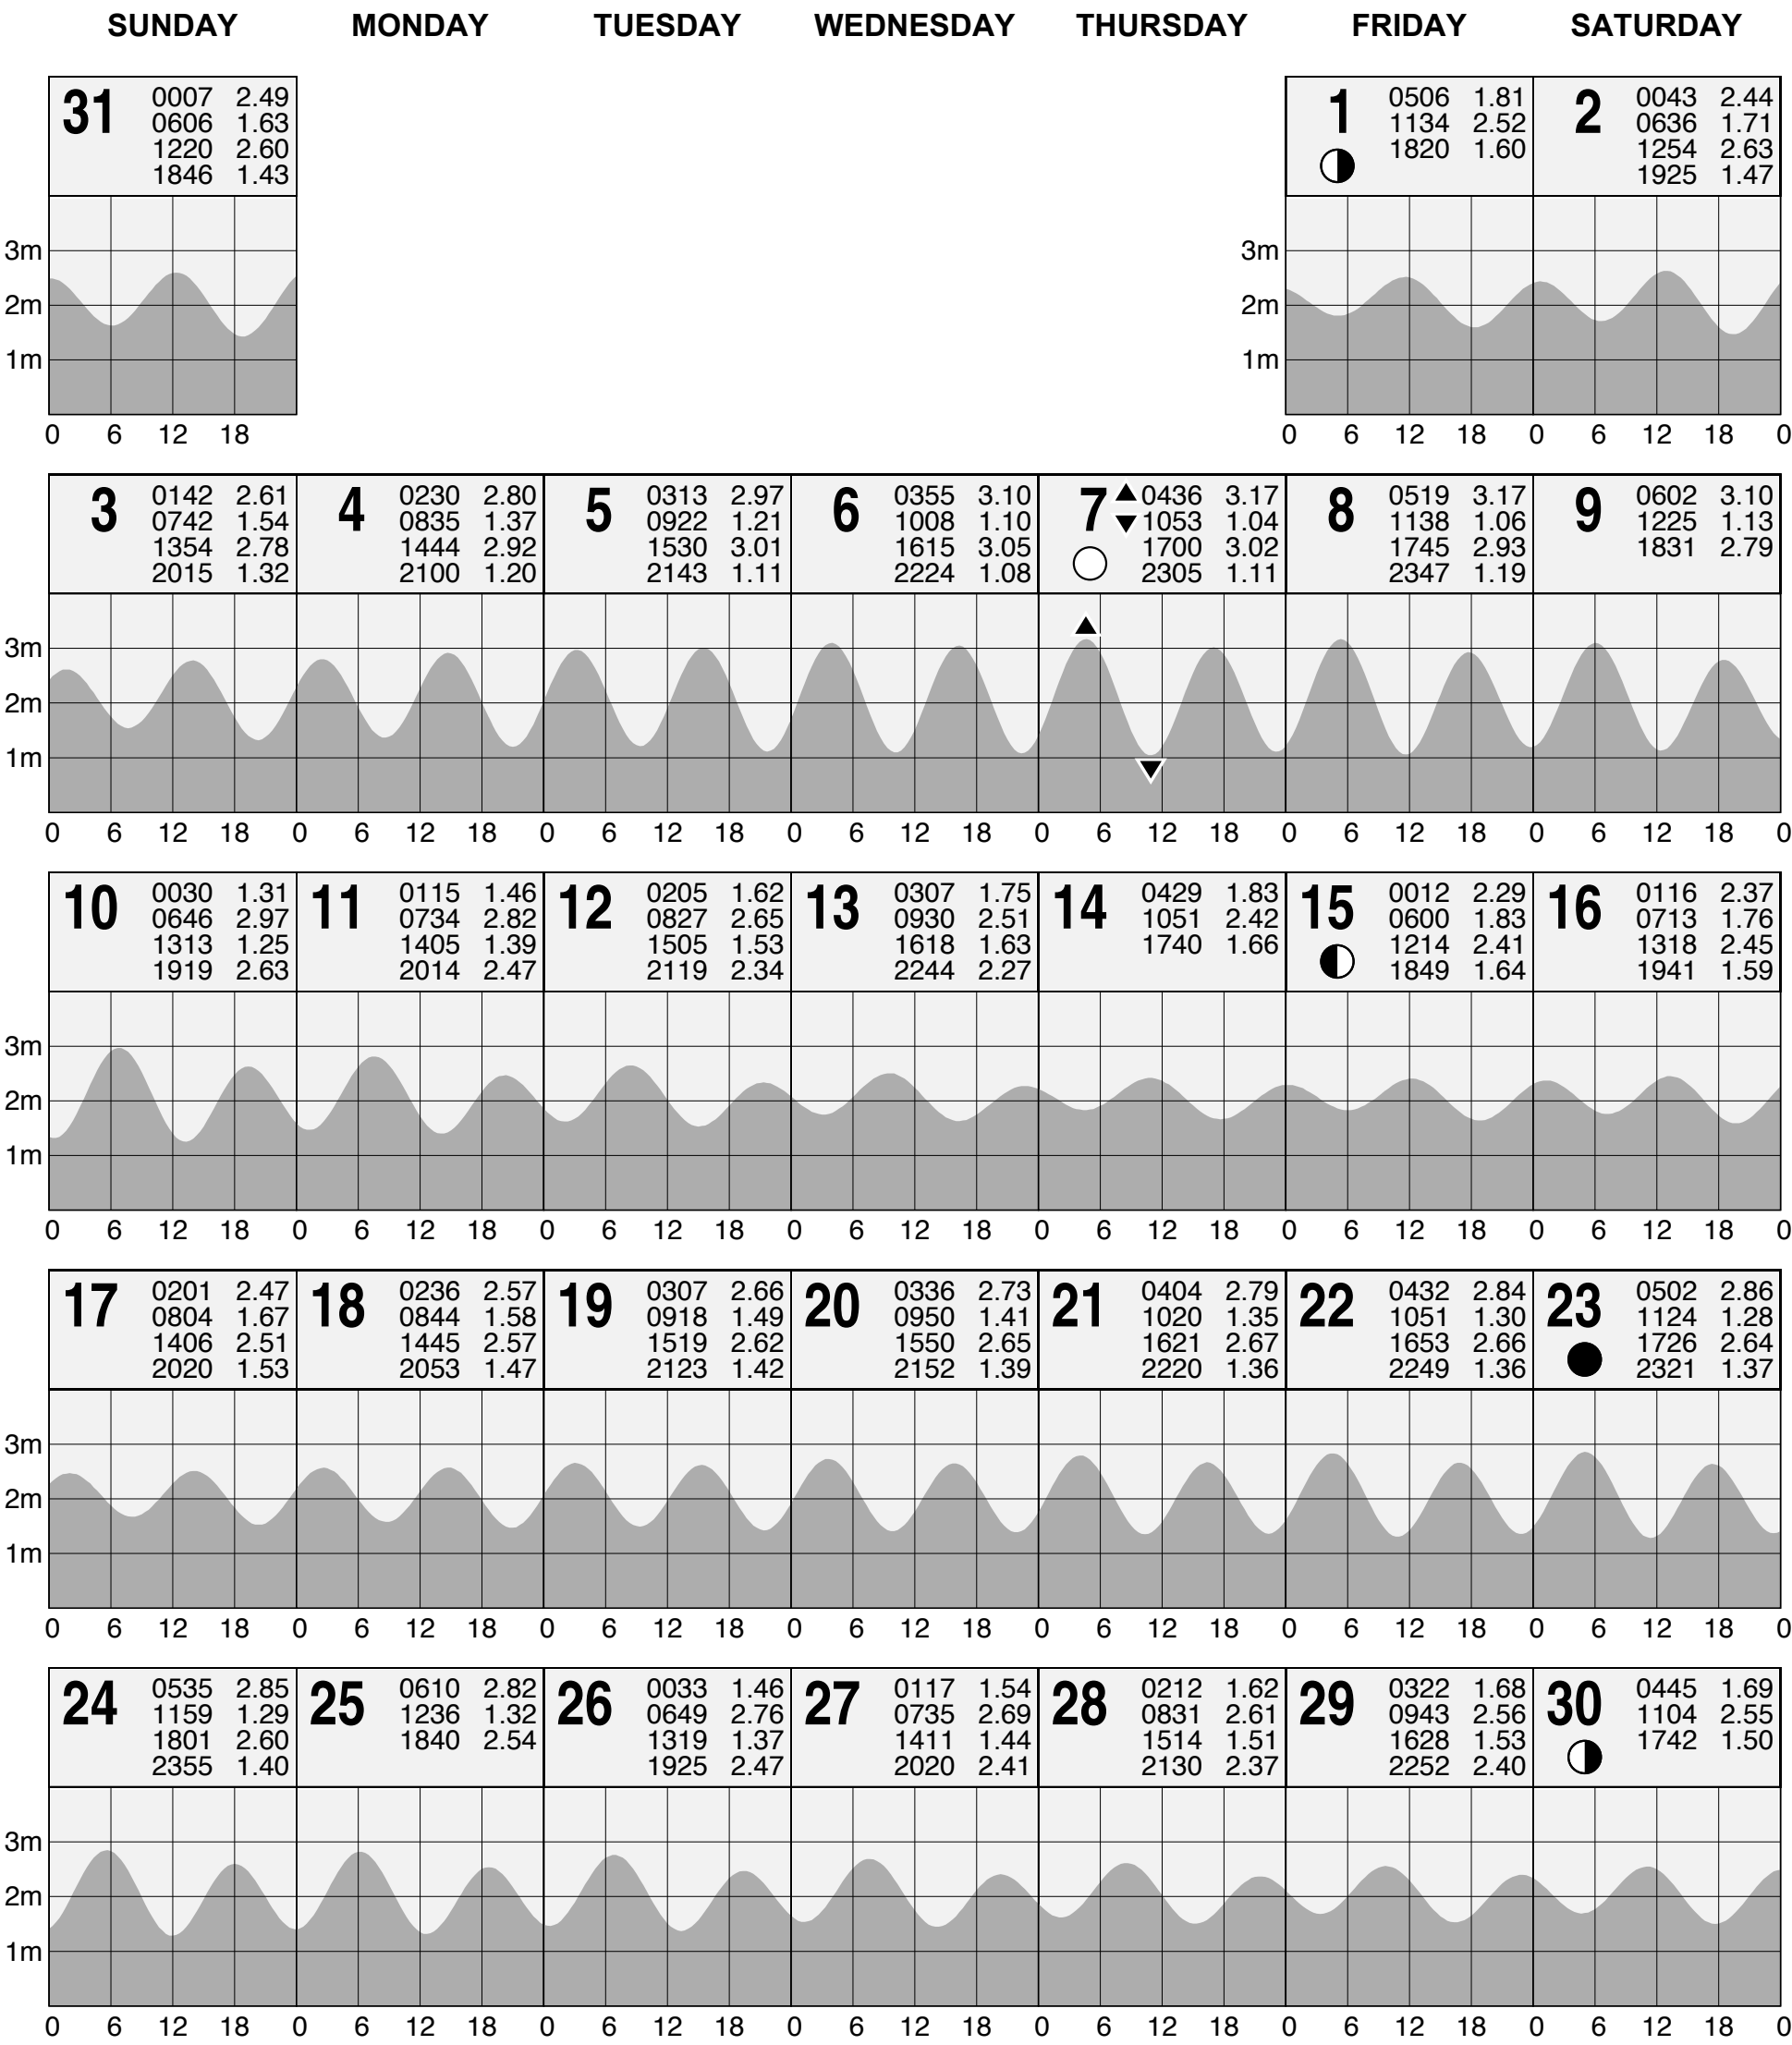 SUNDAY MONDAY TUESDAY WEDNESDAY THURSDAY FRIDAY SATURDAY
31 0007 2.49
0606 1.63
1220 2.60
1846 1.43
1 0506 1.81
1134 2.52
1820 1.60
2 0043 2.44
0636 1.71
1254 2.63
1925 1.47
3m
2m
1m
0 6 12 18
3m
2m
1m
0 6 12 18 0 6 12 18 0
3 0142 2.61
0742 1.54
1354 2.78
2015 1.32
4 0230 2.80
0835 1.37
1444 2.92
2100 1.20
5 0313 2.97
0922 1.21
1530 3.01
2143 1.11
6 0355 3.10
1008 1.10
1615 3.05
2224 1.08
7 0436 3.17
1053 1.04
1700 3.02
2305 1.11
8 0519 3.17
1138 1.06
1745 2.93
2347 1.19
9 0602 3.10
1225 1.13
1831 2.79
3m
2m
1m
0 6 12 18 0 6 12 18 0 6 12 18 0 6 12 18 0 6 12 18 0 6 12 18 0 6 12 18 0
10 0030 1.31
0646 2.97
1313 1.25
1919 2.63
11 0115 1.46
0734 2.82
1405 1.39
2014 2.47
12 0205 1.62
0827 2.65
1505 1.53
2119 2.34
13 0307 1.75
0930 2.51
1618 1.63
2244 2.27
14 0429 1.83
1051 2.42
1740 1.66
15 0012 2.29
0600 1.83
1214 2.41
1849 1.64
16 0116 2.37
0713 1.76
1318 2.45
1941 1.59
3m
2m
1m
0 6 12 18 0 6 12 18 0 6 12 18 0 6 12 18 0 6 12 18 0 6 12 18 0 6 12 18 0
17 0201 2.47
0804 1.67
1406 2.51
2020 1.53
18 0236 2.57
0844 1.58
1445 2.57
2053 1.47
19 0307 2.66
0918 1.49
1519 2.62
2123 1.42
20 0336 2.73
0950 1.41
1550 2.65
2152 1.39
21 0404 2.79
1020 1.35
1621 2.67
2220 1.36
22 0432 2.84
1051 1.30
1653 2.66
2249 1.36
23 0502 2.86
1124 1.28
1726 2.64
2321 1.37
3m
2m
1m
0 6 12 18 0 6 12 18 0 6 12 18 0 6 12 18 0 6 12 18 0 6 12 18 0 6 12 18 0
24 0535 2.85
1159 1.29
1801 2.60
2355 1.40
25 0610 2.82
1236 1.32
1840 2.54
26 0033 1.46
0649 2.76
1319 1.37
1925 2.47
27 0117 1.54
0735 2.69
1411 1.44
2020 2.41
28 0212 1.62
0831 2.61
1514 1.51
2130 2.37
29 0322 1.68
0943 2.56
1628 1.53
2252 2.40
30 0445 1.69
1104 2.55
1742 1.50
3m
2m
1m
0 6 12 18 0 6 12 18 0 6 12 18 0 6 12 18 0 6 12 18 0 6 12 18 0 6 12 18 0